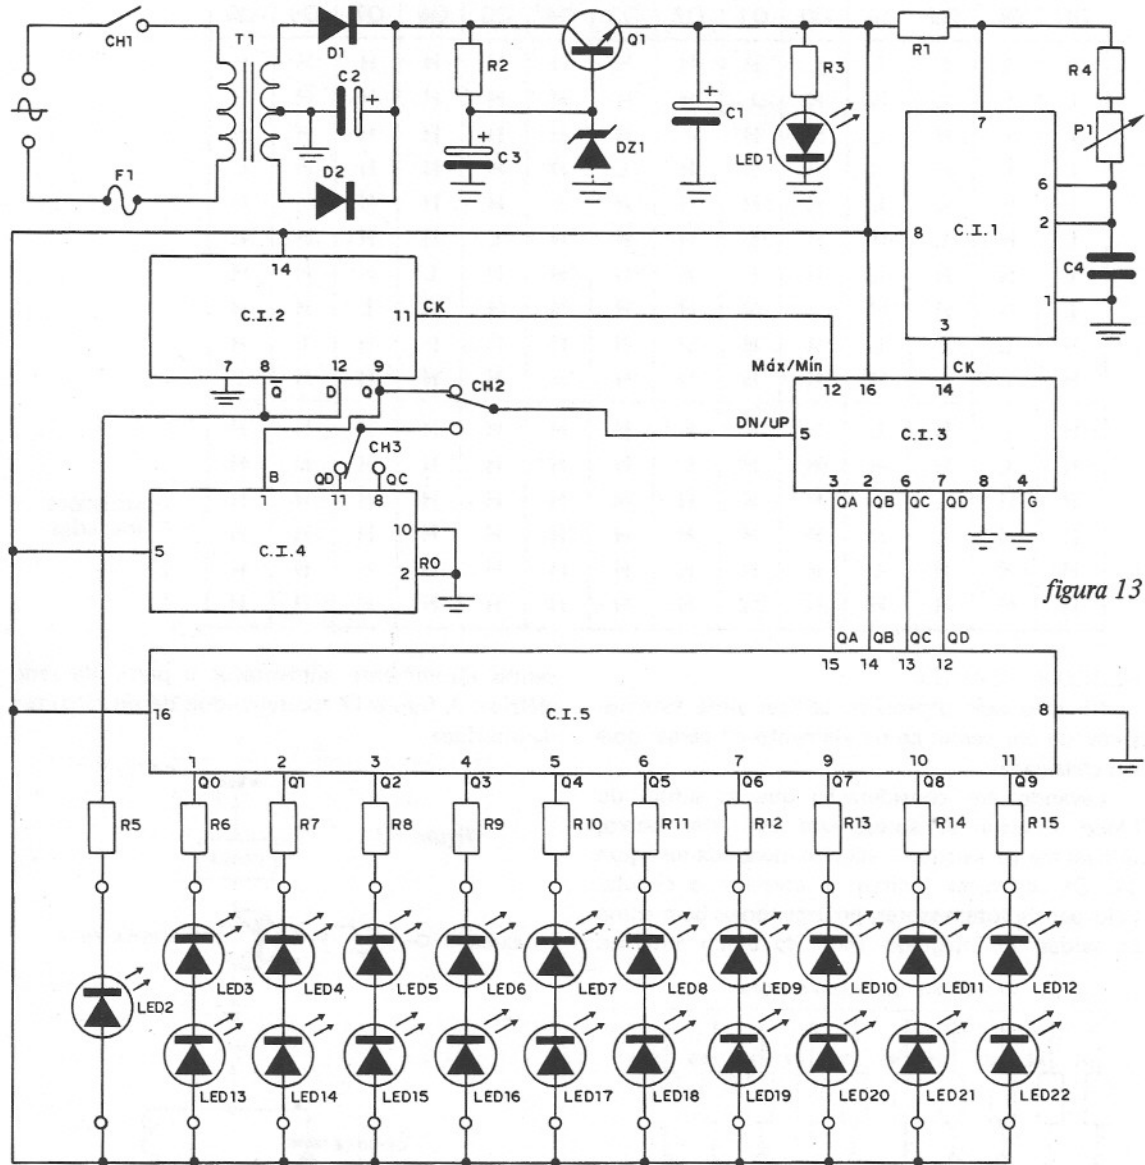 CH1
T1
D1
C2
+
R2
Q1
R1
R3
R4
+
C3
DZ1
+
C1
LED1
7
P1
F1
D2
6
2
8
C.I.1
C4
1
3
14
C.I.2
11 CK
Máx/Mín
CK
12 16 14
7 8 12 9
Q̅ D Q
CH2
DN/UP
5
C.I.3
CH3
B QD QC
1 11 8
3 2 6 7 8 4
QA QB QC QD G
10
5
C.I.4
2 RO
figura 13
QA QB QC QD
15 14 13 12
16
C.I.5
8
1 2 3 4 5 6 7 9 10 11
Q0 Q1 Q2 Q3 Q4 Q5 Q6 Q7 Q8 Q9
R5 R6 R7 R8 R9 R10 R11 R12 R13 R14 R15
LED2 LED3 LED4 LED5 LED6 LED7 LED8 LED9 LED10 LED11 LED12
LED13 LED14 LED15 LED16 LED17 LED18 LED19 LED20 LED21 LED22